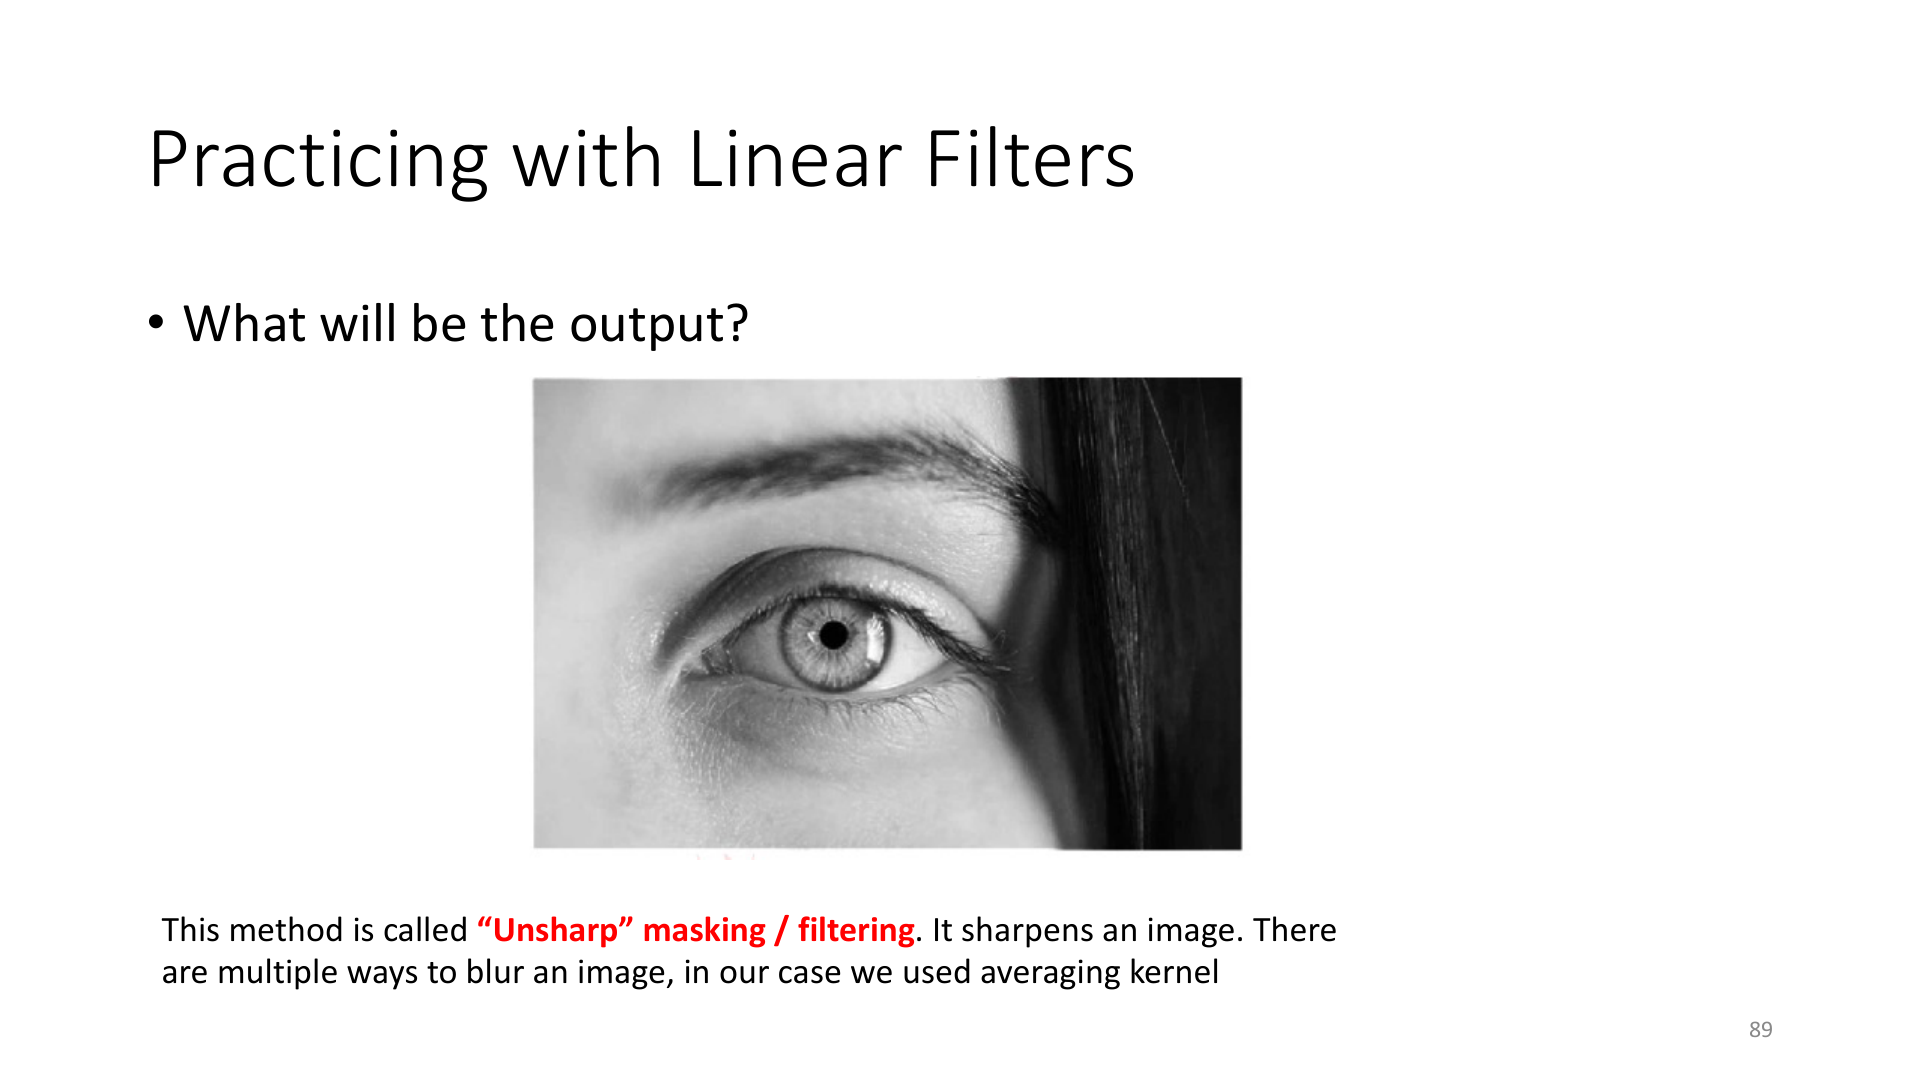 Practicing with Linear Filters
• What will be the output?
This method is called “Unsharp” masking / filtering. It sharpens an image. There
are multiple ways to blur an image, in our case we used averaging kernel
89